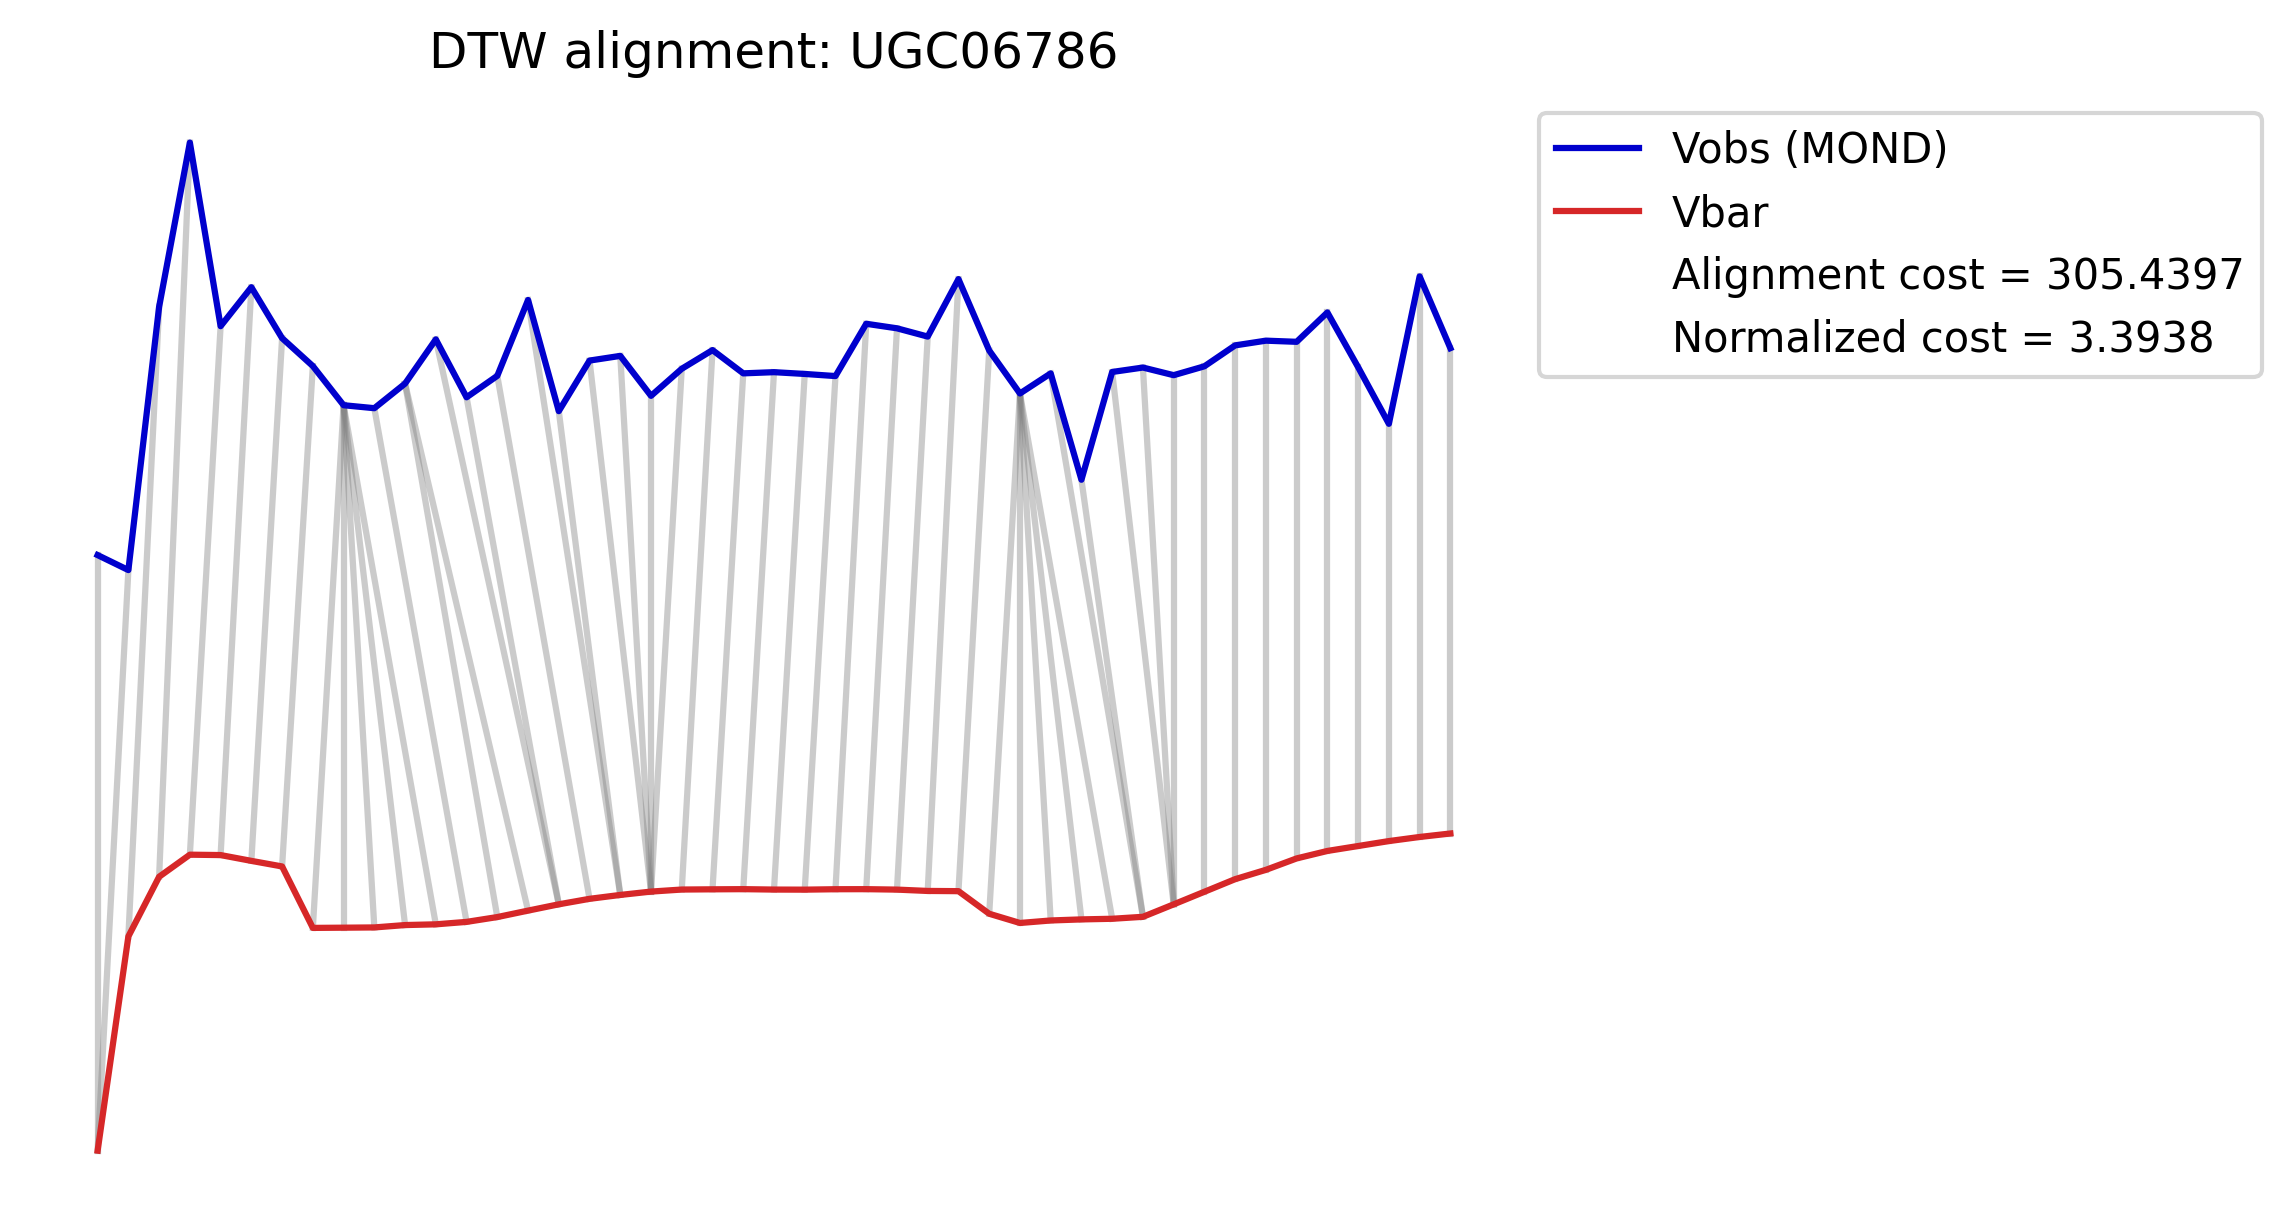 DTW alignment: UGC06786
Vobs (MOND)
Vbar
Alignment cost = 305.4397
Normalized cost = 3.3938